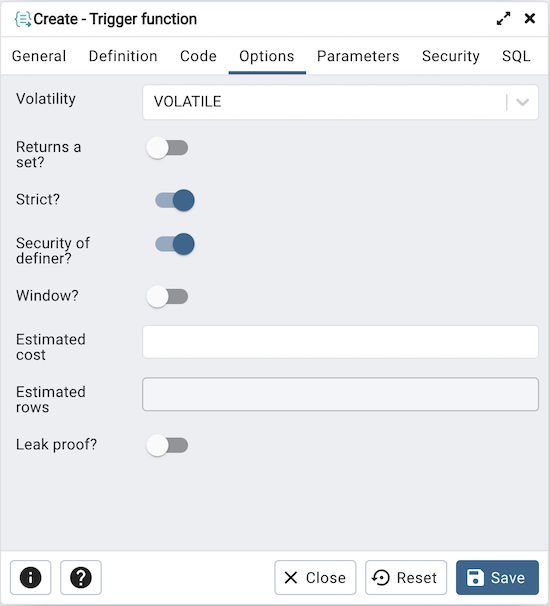 Create - Trigger function
General Definition Code Options Parameters Security SQL
Volatility
VOLATILE
Returns a
set?
Strict?
Security of
definer?
Window?
Estimated
cost
Estimated
rows
Leak proof?
Close Reset Save